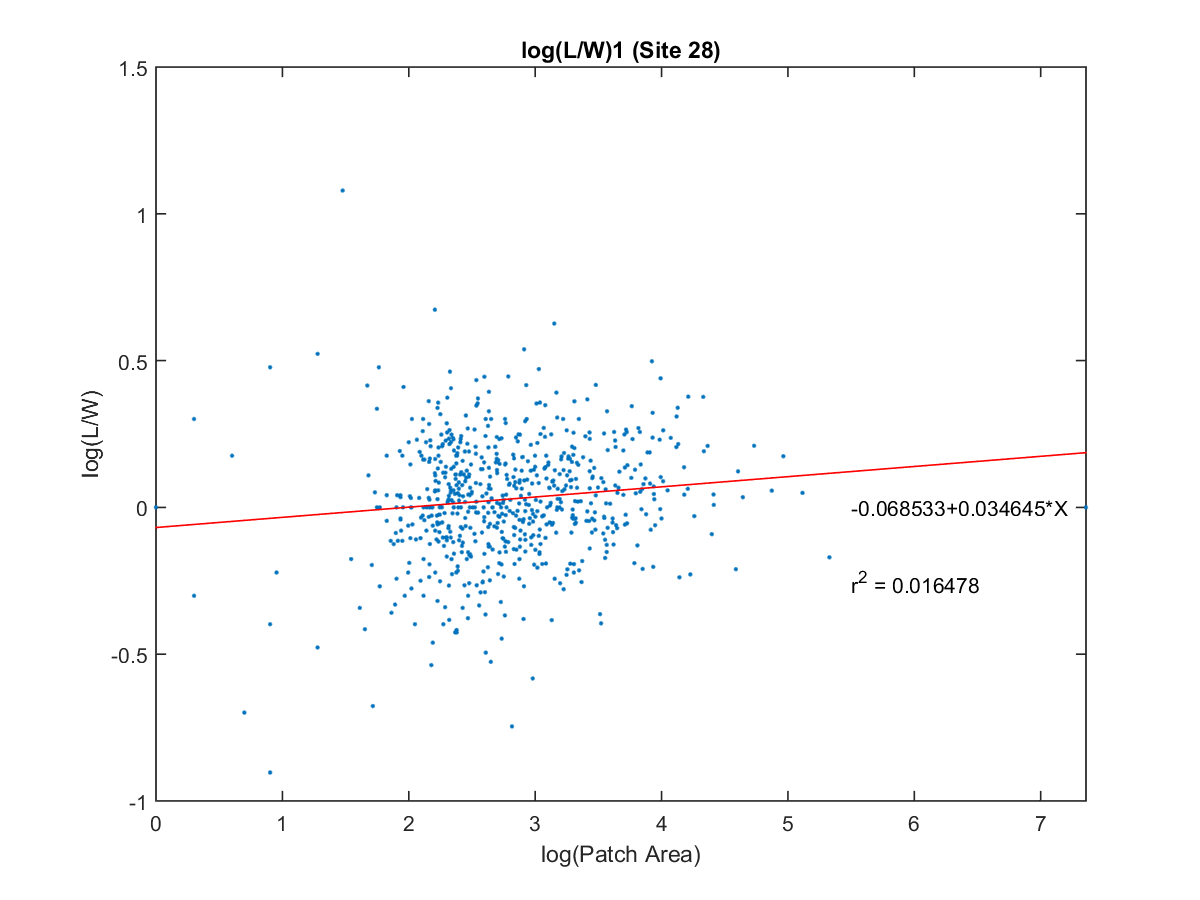 log(L/W)1 (Site 28)
1.5
1
0.5
0
-0.5
-1
log(L/W)
-0.068533+0.034645*X
r² = 0.016478
0 1 2 3 4 5 6 7
log(Patch Area)